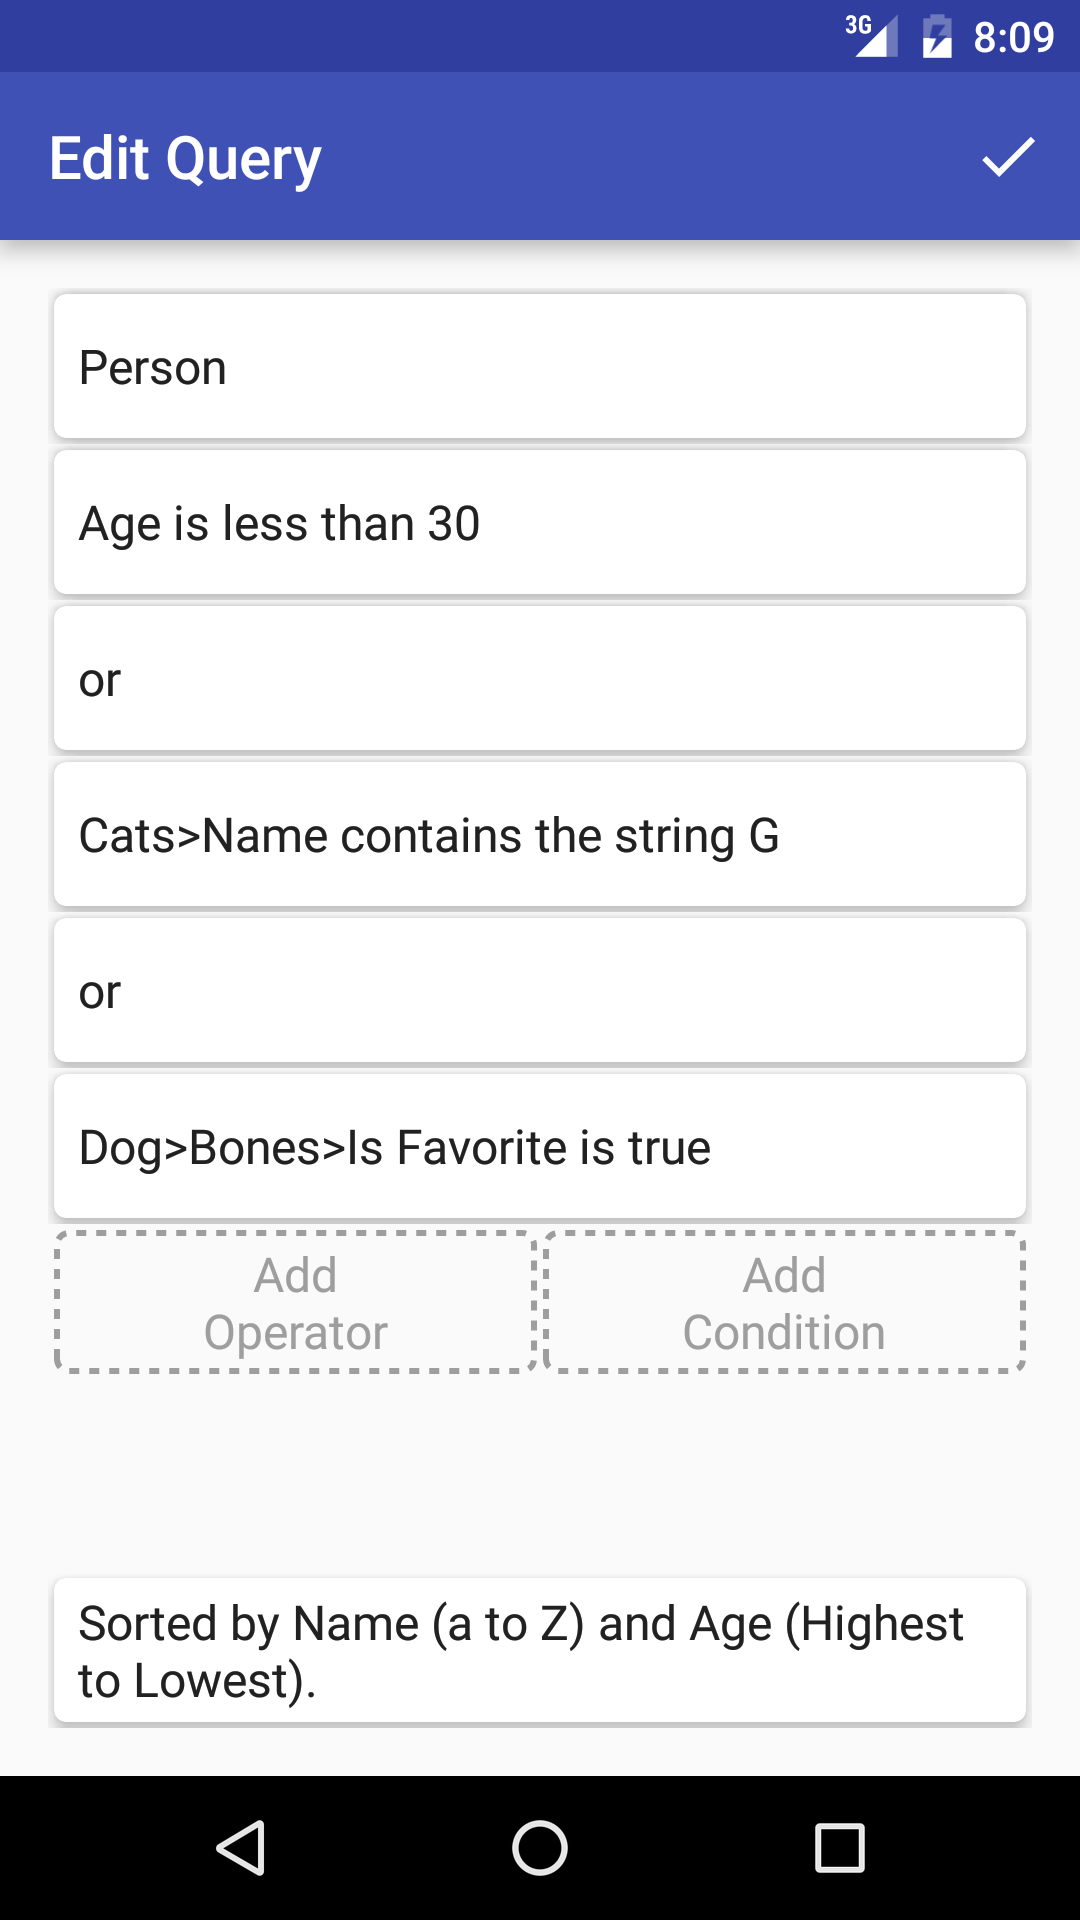 3G 8:09
Edit Query
Person
Age is less than 30
or
Cats>Name contains the string G
or
Dog>Bones>Is Favorite is true
Add
Operator
Add
Condition
Sorted by Name (a to Z) and Age (Highest
to Lowest).